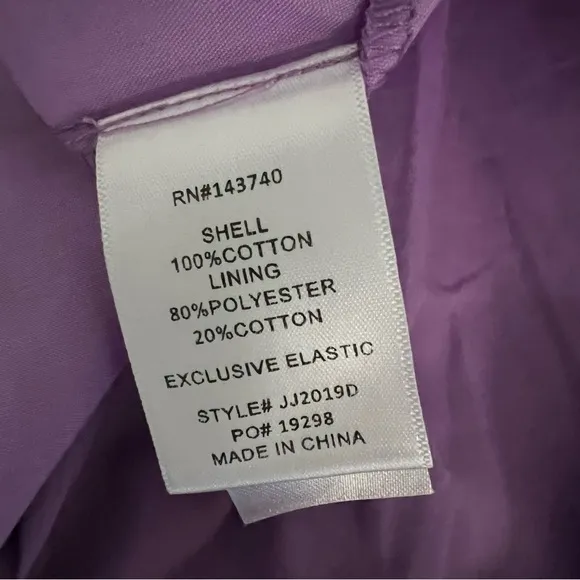 RN#143740
SHELL
100%COTTON
LINING
80%POLYESTER
20%COTTON
EXCLUSIVE ELASTIC
STYLE# JJ2019D
PO# 19298
MADE IN CHINA